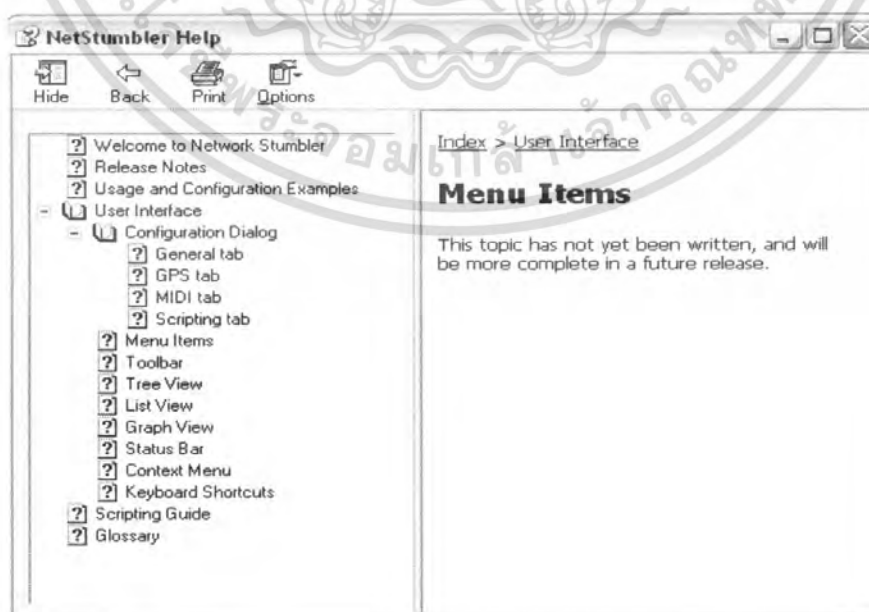 NetStumbler Help
Hide Back Print Options
Welcome to Network Stumbler
Release Notes
Usage and Configuration Examples
User Interface
Configuration Dialog
General tab
GPS tab
MIDI tab
Scripting tab
Menu Items
Toolbar
Tree View
List View
Graph View
Status Bar
Context Menu
Keyboard Shortcuts
Scripting Guide
Glossary
Index > User Interface
Menu Items
This topic has not yet been written, and will
be more complete in a future release.